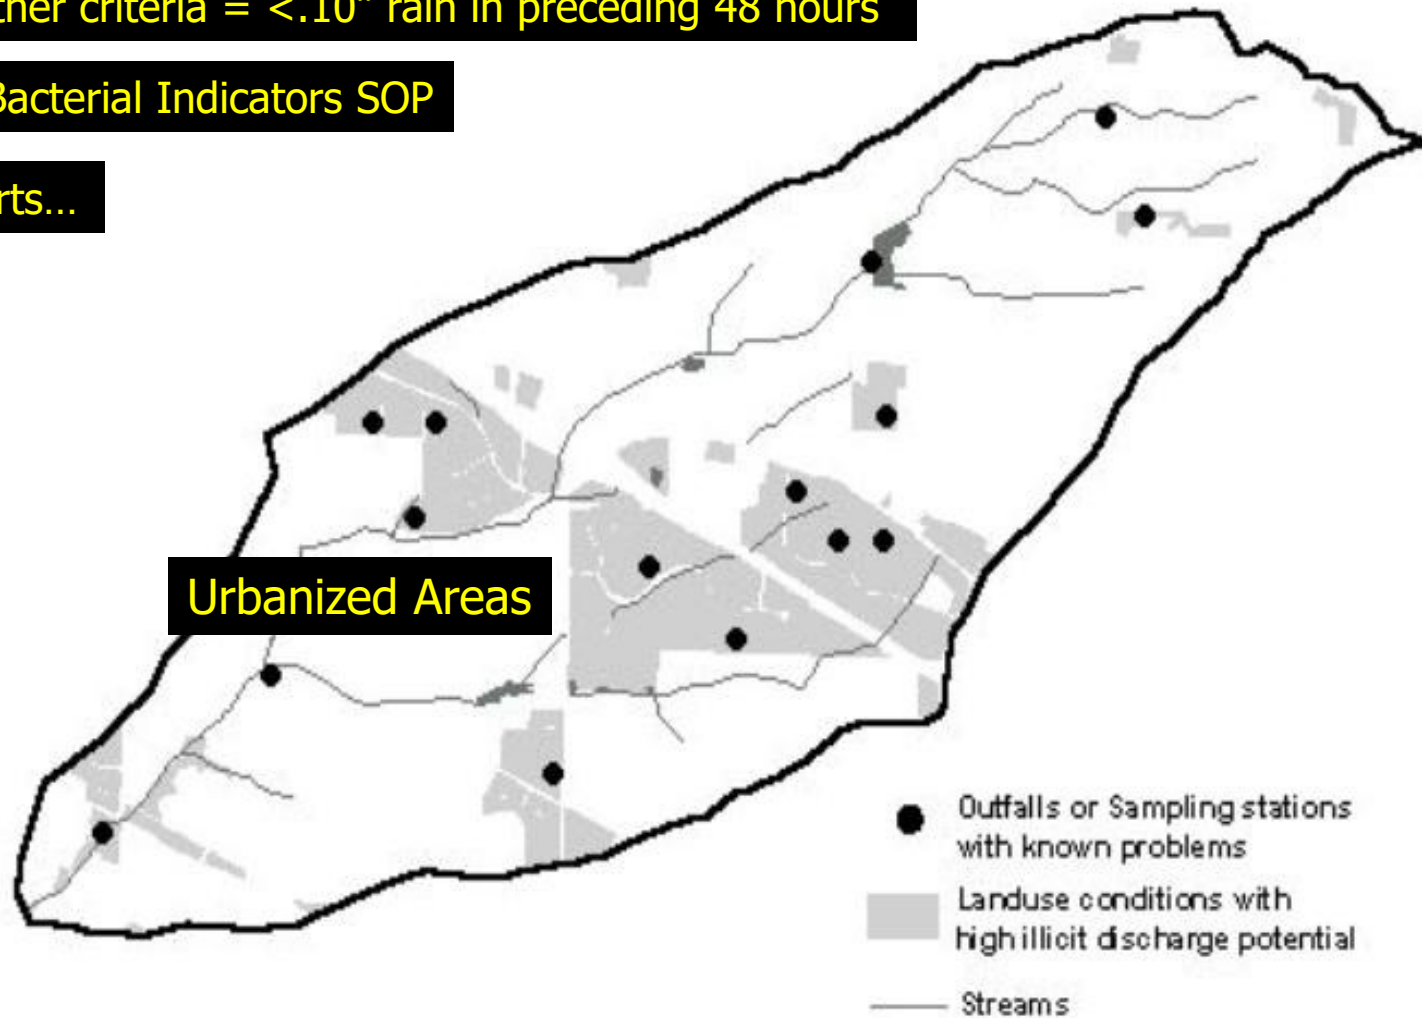 ther criteria = <.10" rain in preceding 48 hours
Bacterial Indicators SOP
rts…
Urbanized Areas
Outfalls or Sampling stations
with known problems
Landuse conditions with
high illicit discharge potential
Streams